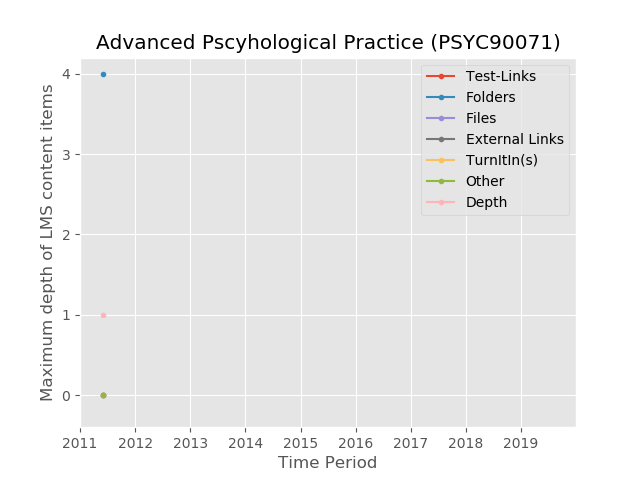 Advanced Pscyhological Practice (PSYC90071)
Maximum depth of LMS content items
4
3
2
1
0
Test-Links
Folders
Files
External Links
TurnItIn(s)
Other
Depth
2011 2012 2013 2014 2015 2016 2017 2018 2019
Time Period